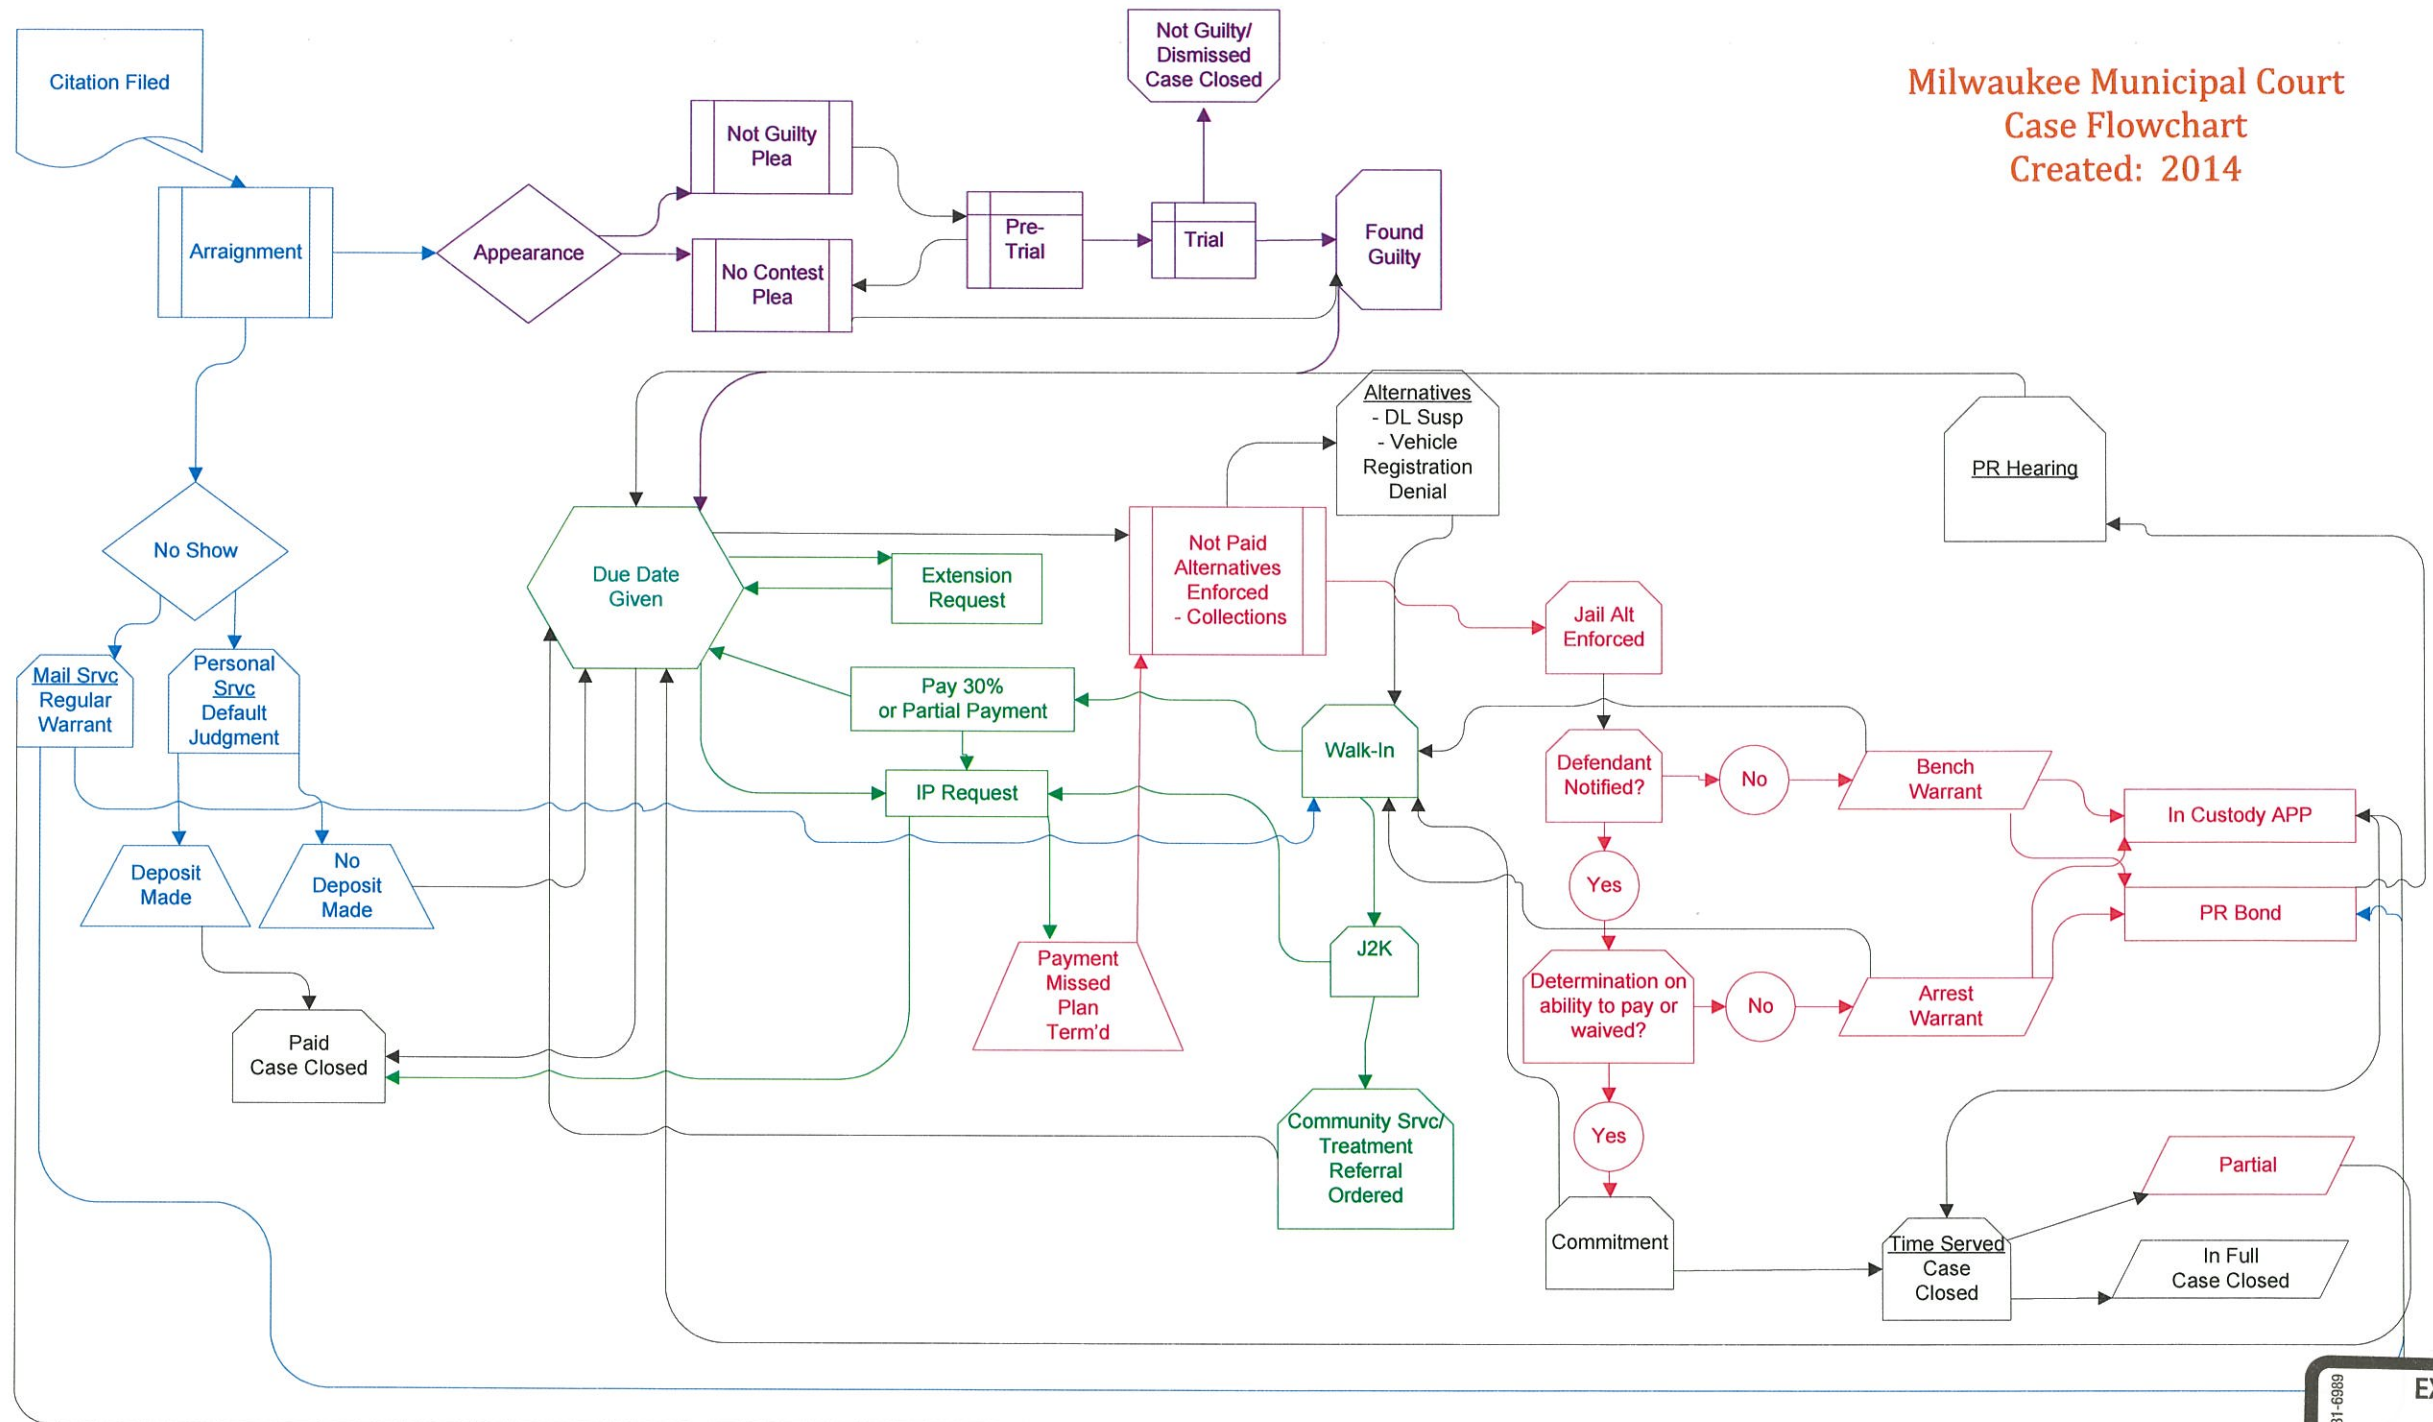 Citation Filed
Not Guilty/
Dismissed
Case Closed
Milwaukee Municipal Court
Case Flowchart
Created: 2014
Not Guilty
Plea
Arraignment
Appearance
No Contest
Plea
Pre-
Trial
Trial
Found
Guilty
Alternatives
- DL Susp
- Vehicle
Registration
Denial
PR Hearing
No Show
Due Date
Given
Extension
Request
Not Paid
Alternatives
Enforced
- Collections
Jail Alt
Enforced
Mail Srvc
Regular
Warrant
Personal
Srvc
Default
Judgment
Pay 30%
or Partial Payment
Walk-In
Defendant
Notified?
No
Bench
Warrant
IP Request
In Custody APP
Deposit
Made
No
Deposit
Made
Yes
PR Bond
J2K
Payment
Missed
Plan
Term'd
Determination on
ability to pay or
waived?
No
Arrest
Warrant
Paid
Case Closed
Community Srvc/
Treatment
Referral
Ordered
Yes
Partial
Commitment
Time Served
Case
Closed
In Full
Case Closed
31-6989